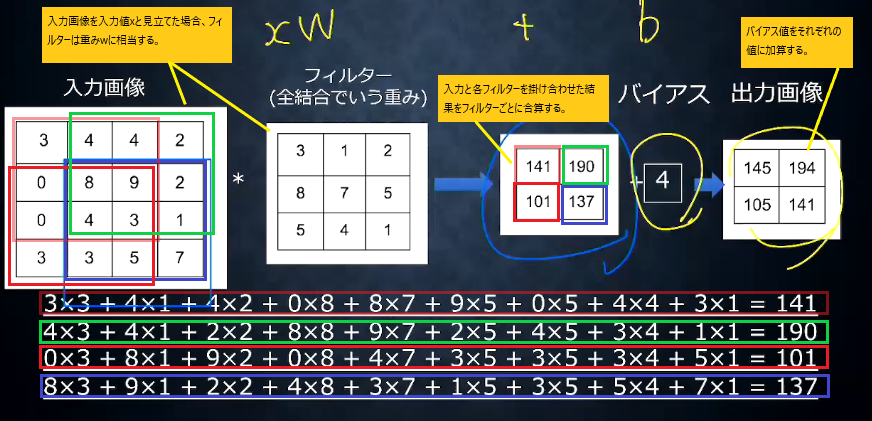 入力画像を入力値xと見立てた場合、フィ
ルターは重みwに相当する。
xW + b
バイアス値をそれぞれの
値に加算する。
入力画像
フィルター
(全結合でいう重み)
入力と各フィルターを掛け合わせた結
果をフィルターごとに合算する。
バイアス
出力画像
3 4 4 2
0 8 9 2
0 4 3 1
3 3 5 7
*
3 1 2
8 7 5
5 4 1
141 190
101 137
+
4
145 194
105 141
3×3 + 4×1 + 4×2 + 0×8 + 8×7 + 9×5 + 0×5 + 4×4 + 3×1 = 141
4×3 + 4×1 + 2×2 + 8×8 + 9×7 + 2×5 + 4×5 + 3×4 + 1×1 = 190
0×3 + 8×1 + 9×2 + 0×8 + 4×7 + 3×5 + 3×5 + 3×4 + 5×1 = 101
8×3 + 9×1 + 2×2 + 4×8 + 3×7 + 1×5 + 3×5 + 5×4 + 7×1 = 137